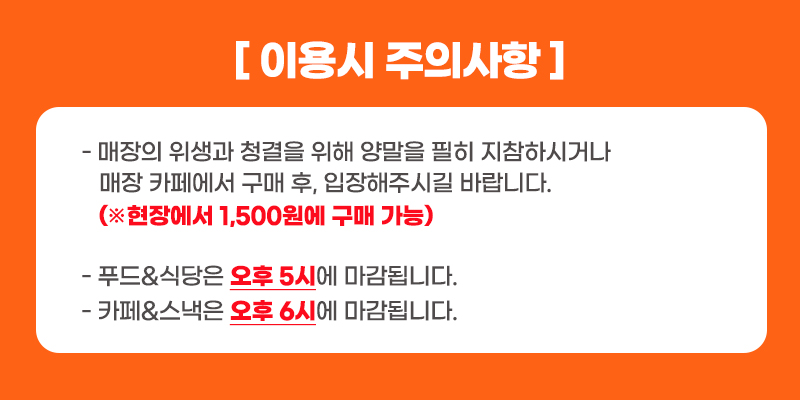 [ 이용시 주의사항 ]
- 매장의 위생과 청결을 위해 양말을 필히 지참하시거나
매장 카페에서 구매 후, 입장해주시길 바랍니다.
(※현장에서 1,500원에 구매 가능)
- 푸드&식당은 오후 5시에 마감됩니다.
- 카페&스낵은 오후 6시에 마감됩니다.